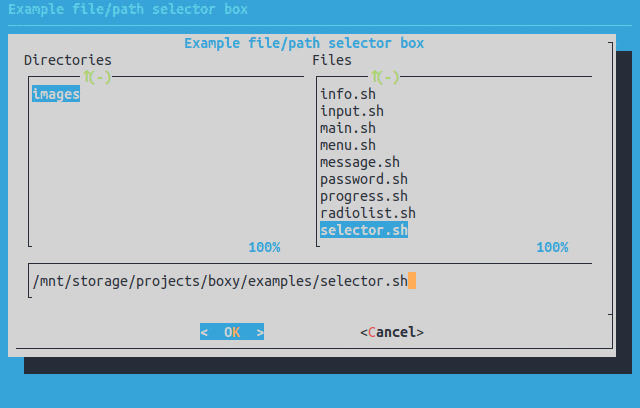 Example file/path selector box
Example file/path selector box
Directories
Files
↑(-)
↑(-)
images
info.sh
input.sh
main.sh
menu.sh
message.sh
password.sh
progress.sh
radiolist.sh
selector.sh
100%
100%
/mnt/storage/projects/boxy/examples/selector.sh
< OK >
<Cancel>